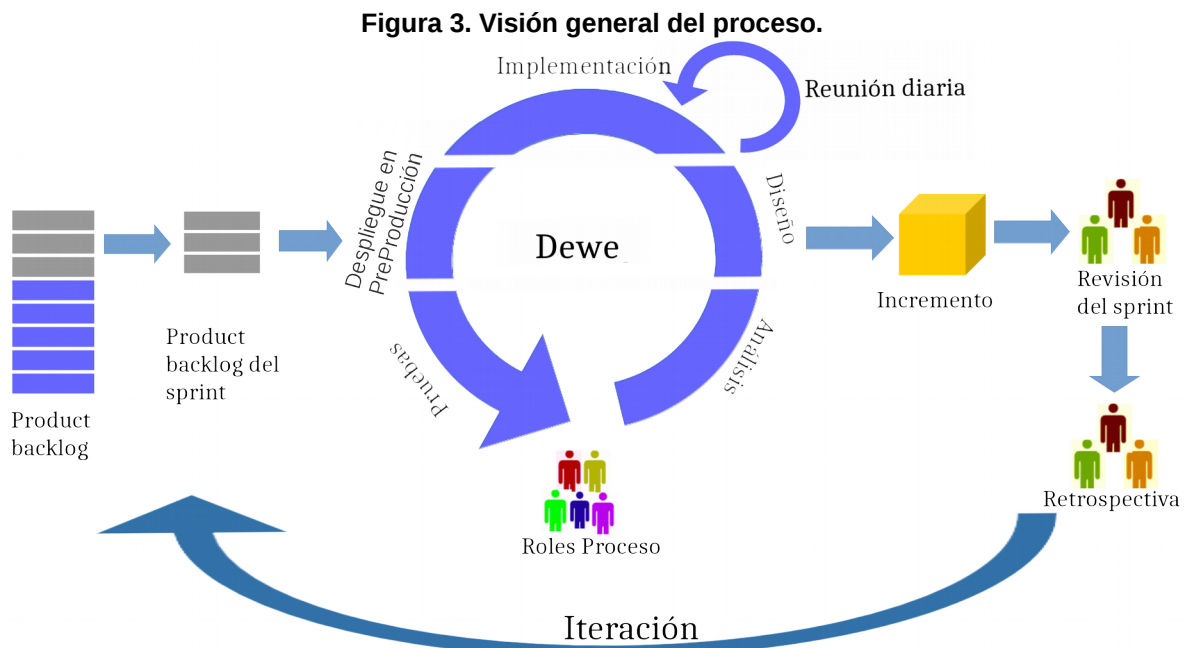 Figura 3. Visión general del proceso.
Implementación
Reunión diaria
Despliegue en
PreProducción
Diseño
Dewe
Incremento
Revisión
del sprint
Product
backlog del
sprint
Pruebas
Análisis
Product
backlog
Retrospectiva
Roles Proceso
Iteración